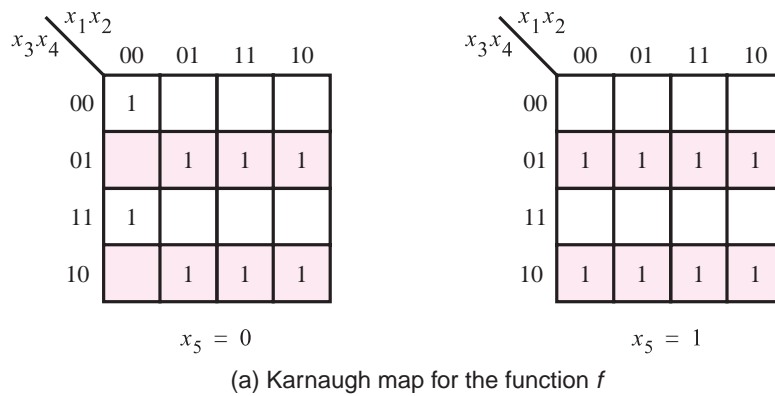 x1x2 x1x2
x3x4 x3x4
00 01 11 10 00 01 11 10
00 1 00
01 1 1 1 01 1 1 1 1
11 1 11
10 1 1 1 10 1 1 1 1
x5 = 0 x5 = 1
(a) Karnaugh map for the function f